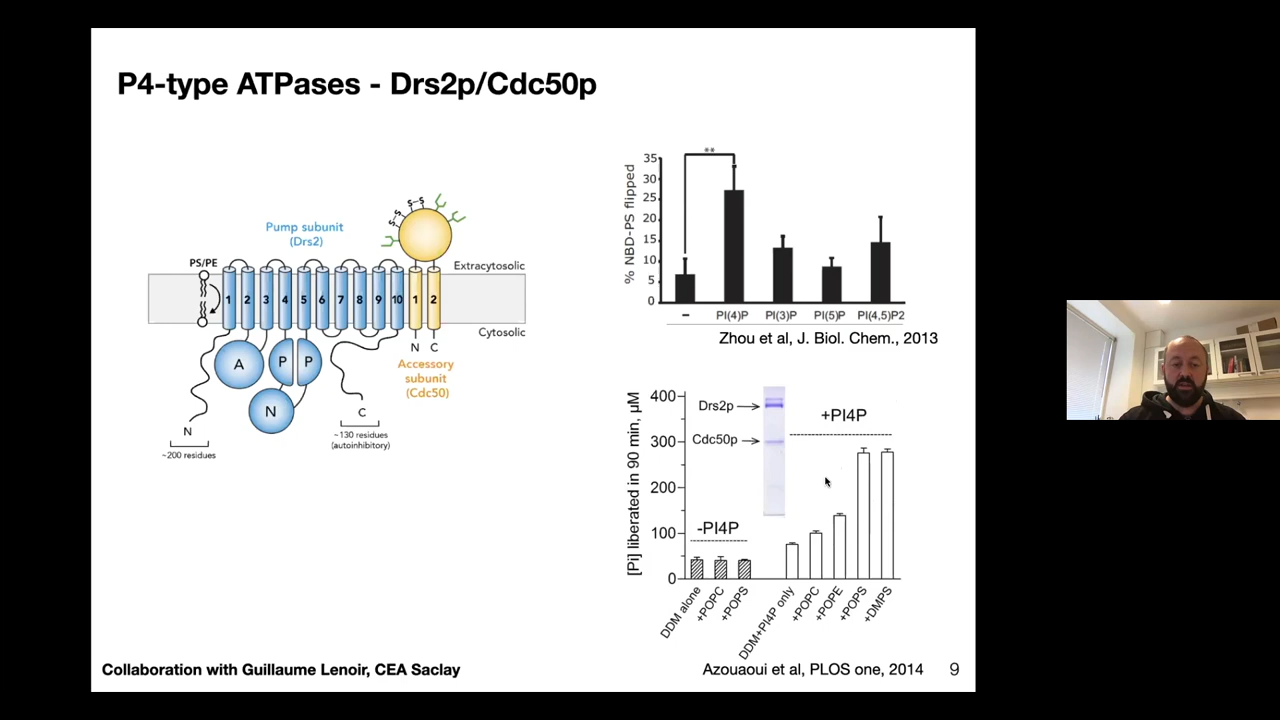 P4-type ATPases - Drs2p/Cdc50p
Pump subunit
(Drs2)
S-S
S-S
PS/PE
Extracytosolic
1 2 3 4 5 6 7 8 9 10 1 2
Cytosolic
N C
A
P P
N
Accessory
subunit
(Cdc50)
C
N
~130 residues
(autoinhibitory)
~200 residues
% NBD-PS flipped
35
30
25
20
15
10
5
0
**
– PI(4)P PI(3)P PI(5)P PI(4,5)P2
Zhou et al, J. Biol. Chem., 2013
[Pi] liberated in 90 min, µM
400
300
200
100
0
Drs2p
Cdc50p
+PI4P
-PI4P
DDM alone
+POPC
+POPS
DDM+PI4P only
+POPC
+POPE
+POPS
+DMPS
Collaboration with Guillaume Lenoir, CEA Saclay
Azouaoui et al, PLOS one, 2014
9